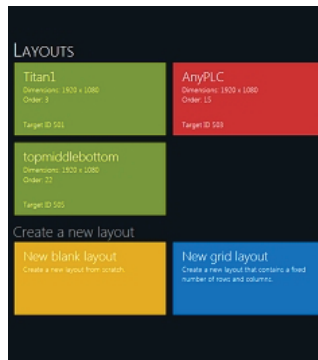 LAYOUTS
Titan1
Dimensions: 1920 x 1080
Order: 3
Target ID 501
AnyPLC
Dimensions: 1920 x 1080
Order: 15
Target ID 503
topmiddlebottom
Dimensions: 1920 x 1080
Order: 22
Target ID 505
Create a new layout
New blank layout
Create a new layout from scratch.
New grid layout
Create a new layout that contains a fixed
number of rows and columns.